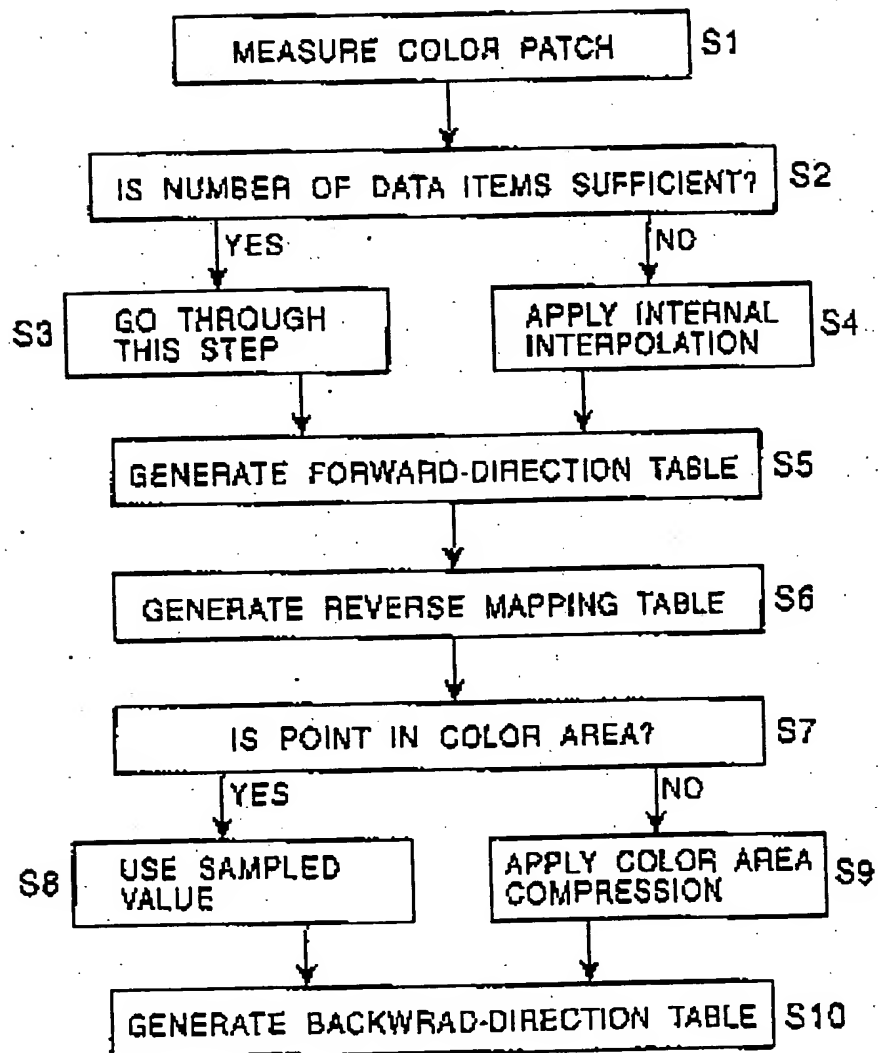 MEASURE COLOR PATCH S1
IS NUMBER OF DATA ITEMS SUFFICIENT? S2
YES NO
S3 GO THROUGH
THIS STEP
APPLY INTERNAL
INTERPOLATION S4
GENERATE FORWARD-DIRECTION TABLE S5
GENERATE REVERSE MAPPING TABLE S6
IS POINT IN COLOR AREA? S7
YES NO
S8 USE SAMPLED
VALUE
APPLY COLOR AREA
COMPRESSION S9
GENERATE BACKWRAD-DIRECTION TABLE S10